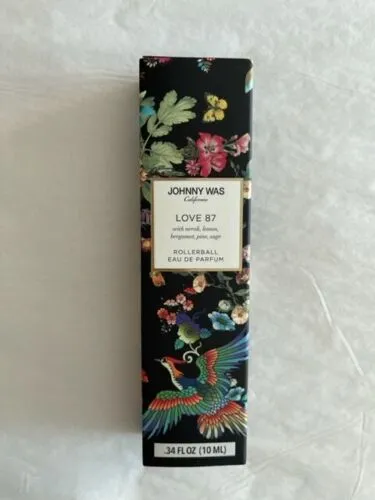 JOHNNY WAS
California
LOVE 87
with neroli, lemon,
bergamot, pine, sage
ROLLERBALL
EAU DE PARFUM
.34 FL OZ (10 ML)